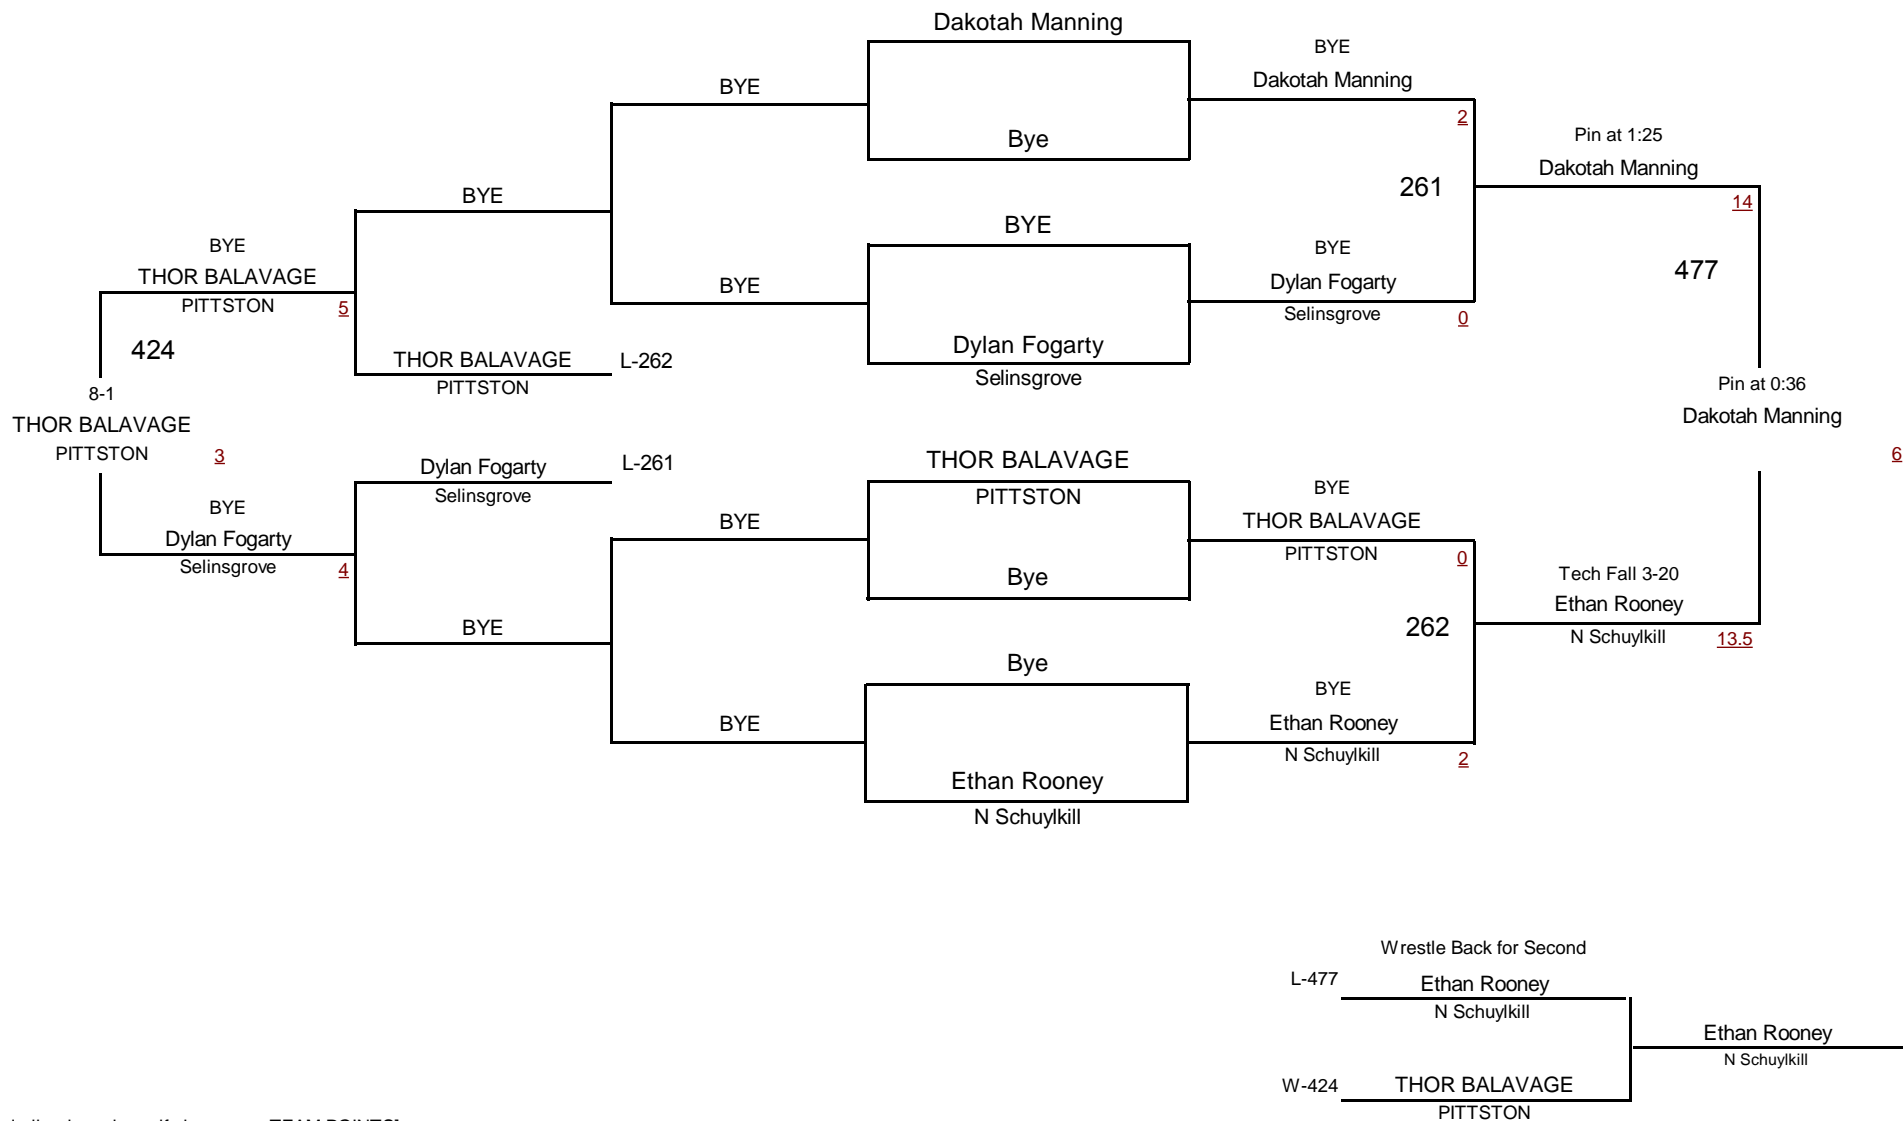 Dakotah Manning
BYE
BYE
Dakotah Manning
2
Bye
Pin at 1:25
Dakotah Manning
14
261
BYE
BYE
BYE
THOR BALAVAGE
PITTSTON
5
BYE
BYE
Dylan Fogarty
Selinsgrove
0
477
424
THOR BALAVAGE
L-262
PITTSTON
Dylan Fogarty
Selinsgrove
8-1
THOR BALAVAGE
PITTSTON
3
Pin at 0:36
Dakotah Manning
6
Dylan Fogarty
L-261
Selinsgrove
THOR BALAVAGE
PITTSTON
BYE
THOR BALAVAGE
PITTSTON
0
BYE
Dylan Fogarty
Selinsgrove
4
BYE
Bye
Tech Fall 3-20
Ethan Rooney
N Schuylkill
13.5
BYE
262
Bye
BYE
BYE
Ethan Rooney
N Schuylkill
2
Ethan Rooney
N Schuylkill
Wrestle Back for Second
L-477
Ethan Rooney
N Schuylkill
Ethan Rooney
N Schuylkill
W-424
THOR BALAVAGE
PITTSTON
TEAM POINTS]